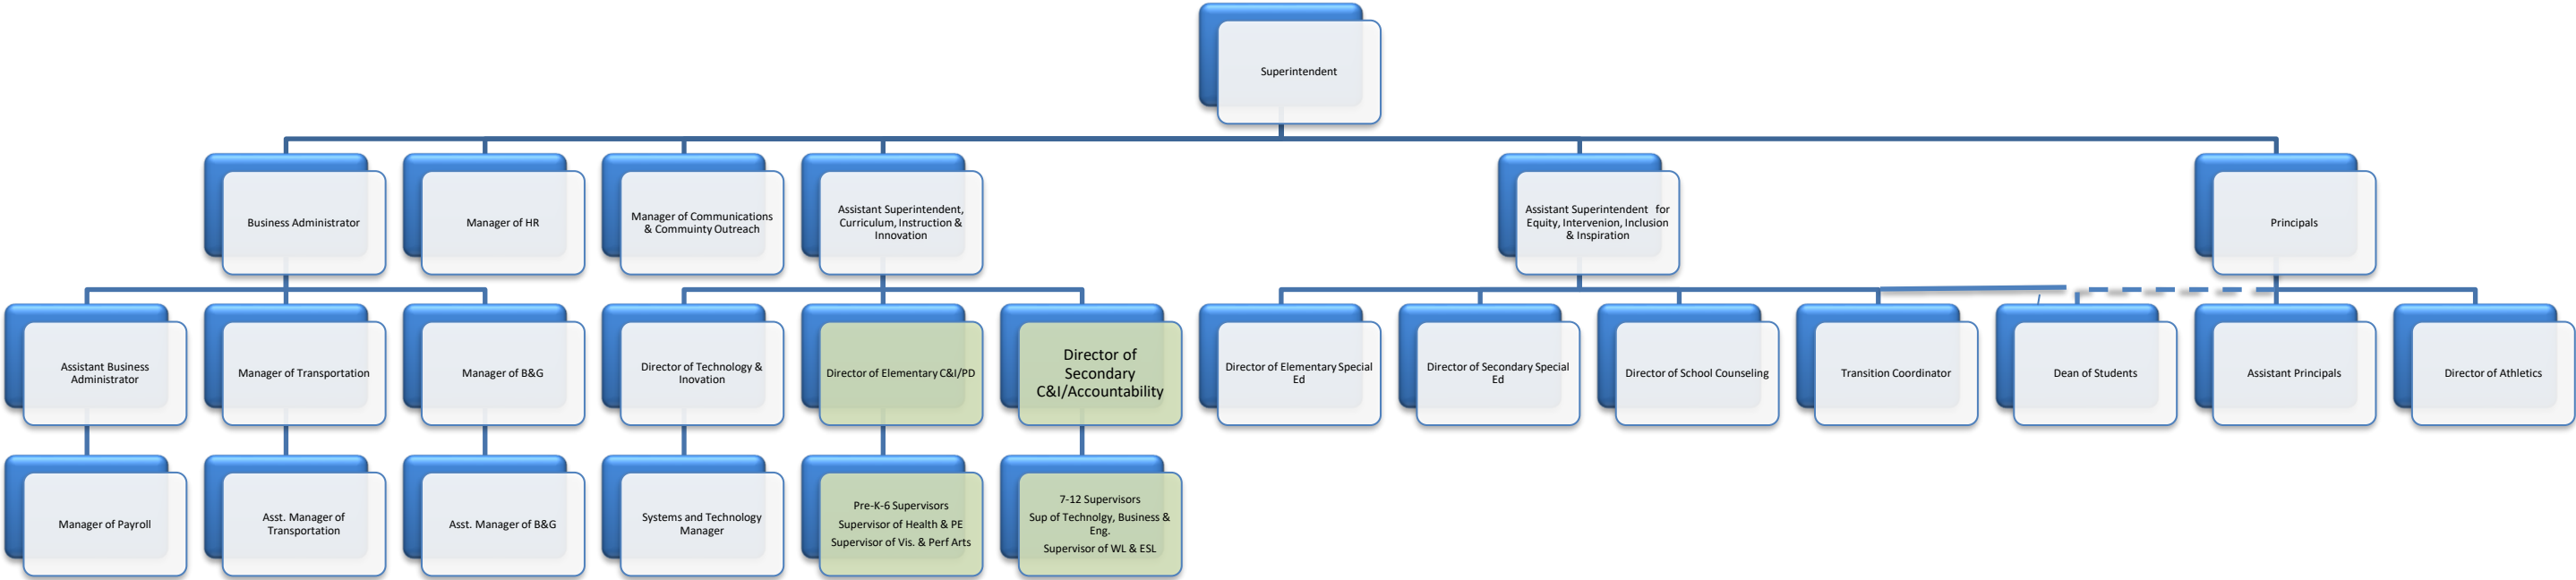 Superintendent
Business Administrator
Manager of HR
Manager of Communications
& Commuinty Outreach
Assistant Superintendent,
Curriculum, Instruction &
Innovation
Assistant Superintendent for
Equity, Intervenion, Inclusion
& Inspiration
Principals
Assistant Business
Administrator
Manager of Transportation
Manager of B&G
Director of Technology &
Inovation
Director of Elementary C&I/PD
Director of
Secondary
C&I/Accountability
Director of Elementary Special
Ed
Director of Secondary Special
Ed
Director of School Counseling
Transition Coordinator
Dean of Students
Assistant Principals
Director of Athletics
Manager of Payroll
Asst. Manager of
Transportation
Asst. Manager of B&G
Systems and Technology
Manager
Pre-K-6 Supervisors
Supervisor of Health & PE
Supervisor of Vis. & Perf Arts
7-12 Supervisors
Sup of Technolgy, Business &
Eng.
Supervisor of WL & ESL